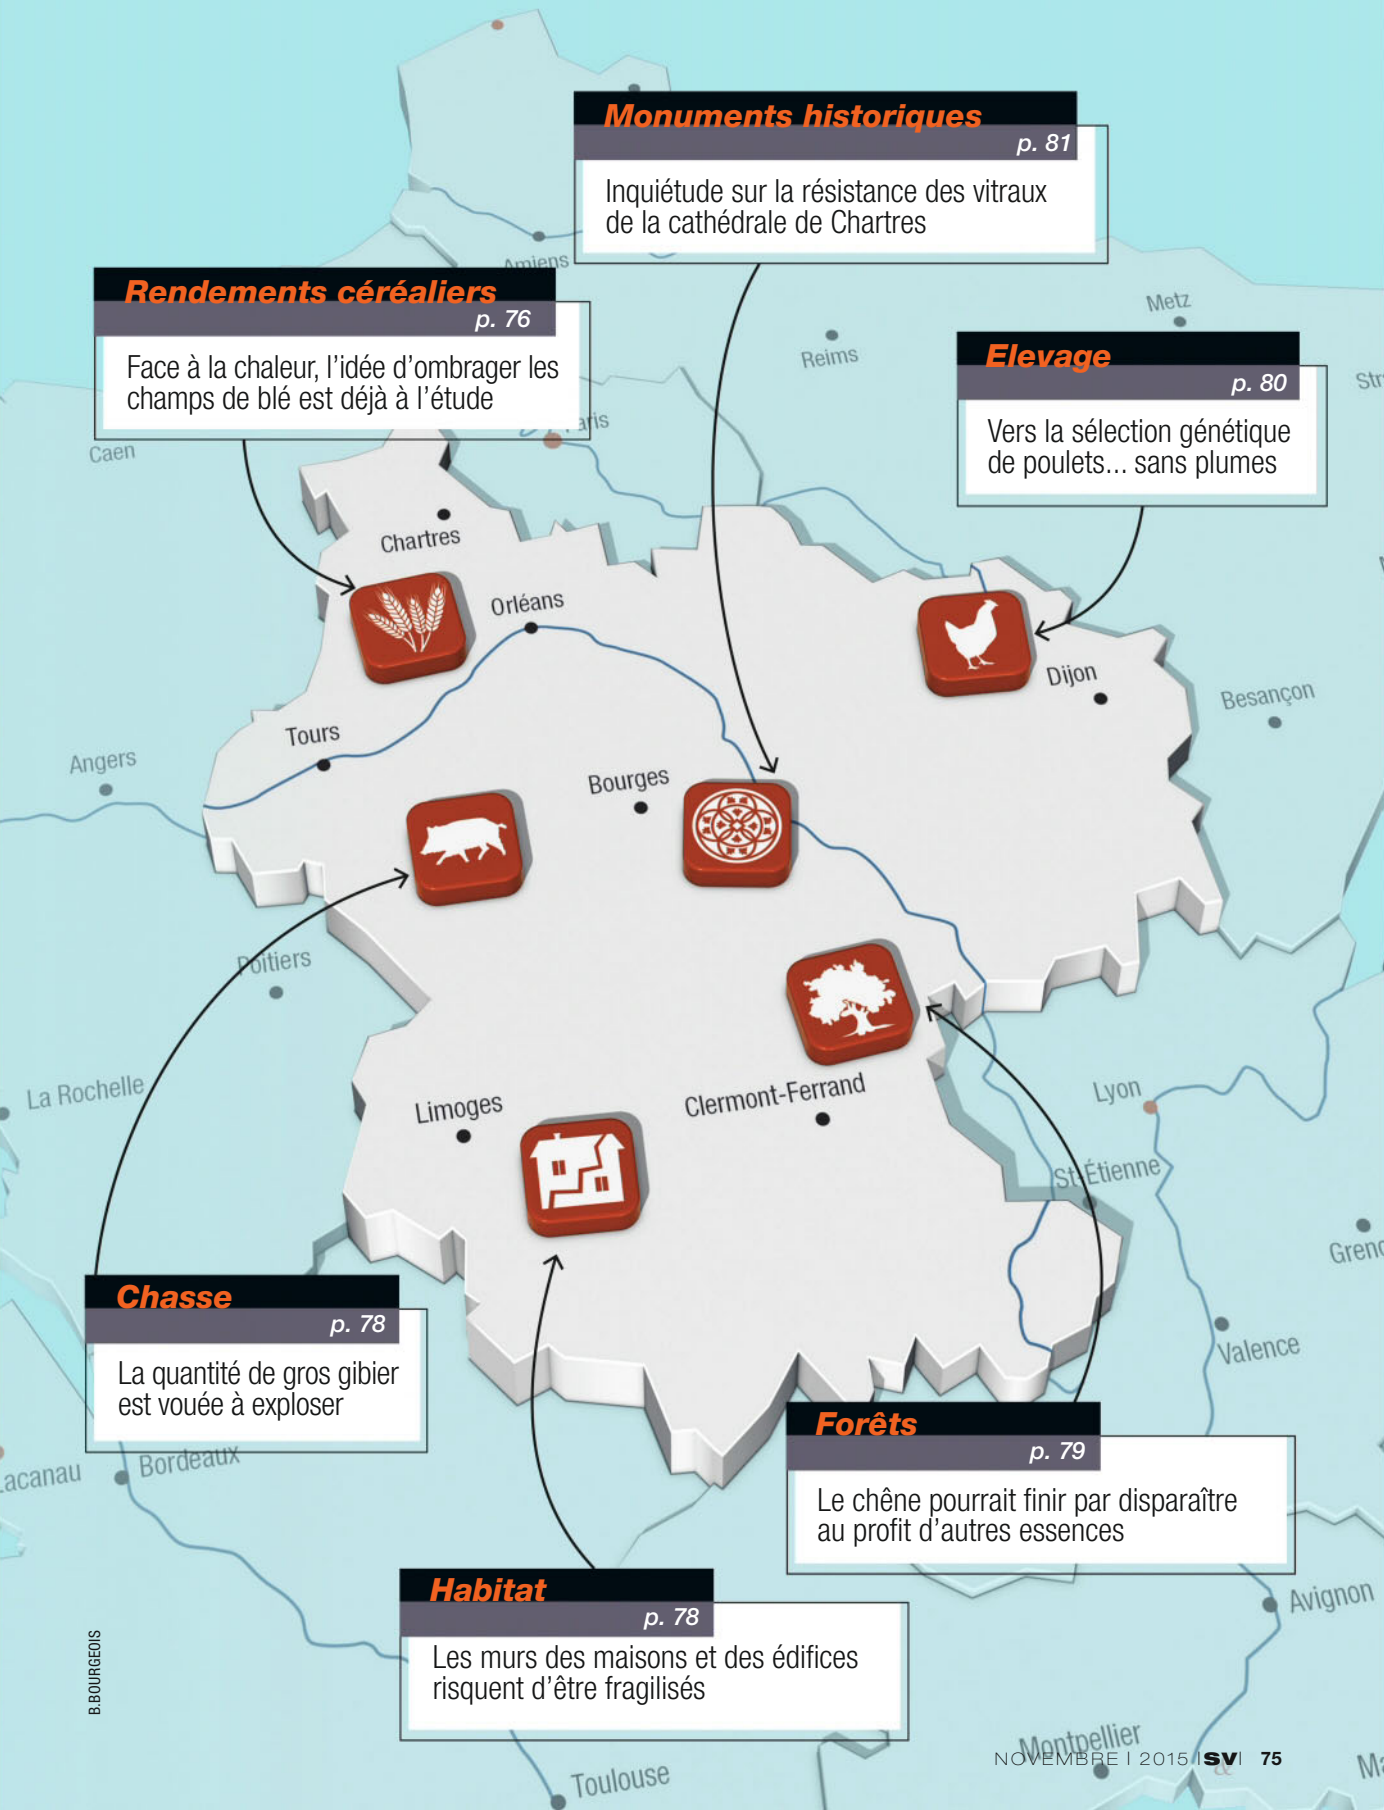 Monuments historiques
p. 81
Inquiétude sur la résistance des vitraux
de la cathédrale de Chartres
Amiens
Rendements céréaliers
p. 76
Face à la chaleur, l’idée d’ombrager les
champs de blé est déjà à l’étude
Metz
Reims
Elevage
p. 80
Vers la sélection génétique
de poulets... sans plumes
Caen
Chartres
Orléans
Dijon
Besançon
Tours
Angers
Bourges
Poitiers
La Rochelle
Limoges
Clermont-Ferrand
Lyon
St-Étienne
Valence
Chasse
p. 78
La quantité de gros gibier
est vouée à exploser
Bordeaux
Forêts
p. 79
Le chêne pourrait finir par disparaître
au profit d’autres essences
Habitat
p. 78
Les murs des maisons et des édifices
risquent d’être fragilisés
Avignon
Montpellier
Toulouse
B.BOURGEOIS
NOVEMBRE | 2015 | SV& | 75